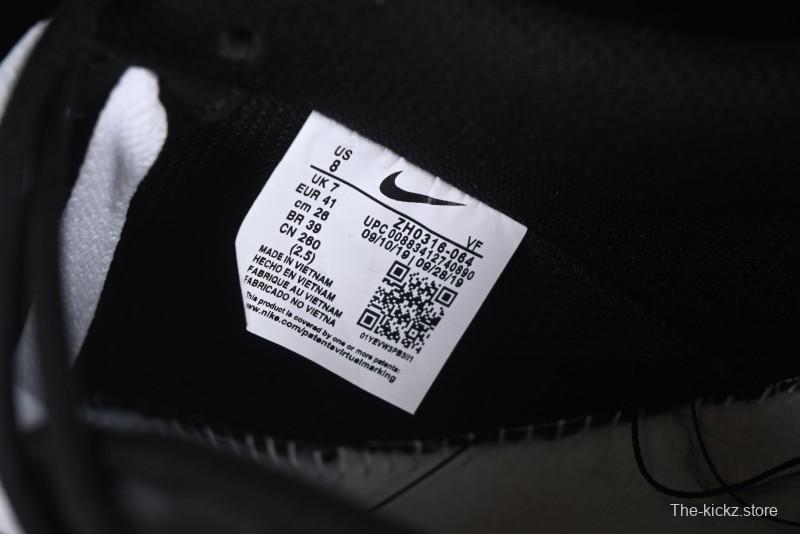 US
8
UK 7
EUR 41
cm 26
BR 39
CN 260
(2.5)
MADE IN VIETNAM
HECHO EN VIETNAM
FABRIQUE AU VIETNAM
FABRICADO NO VIETNA
This product is covered by one or more patents:
www.nike.com/patentsvirtualmarking
VF
ZH0316-064
UPC 00883412740890
09/10/19 | 09/28/19
The-kickz.store